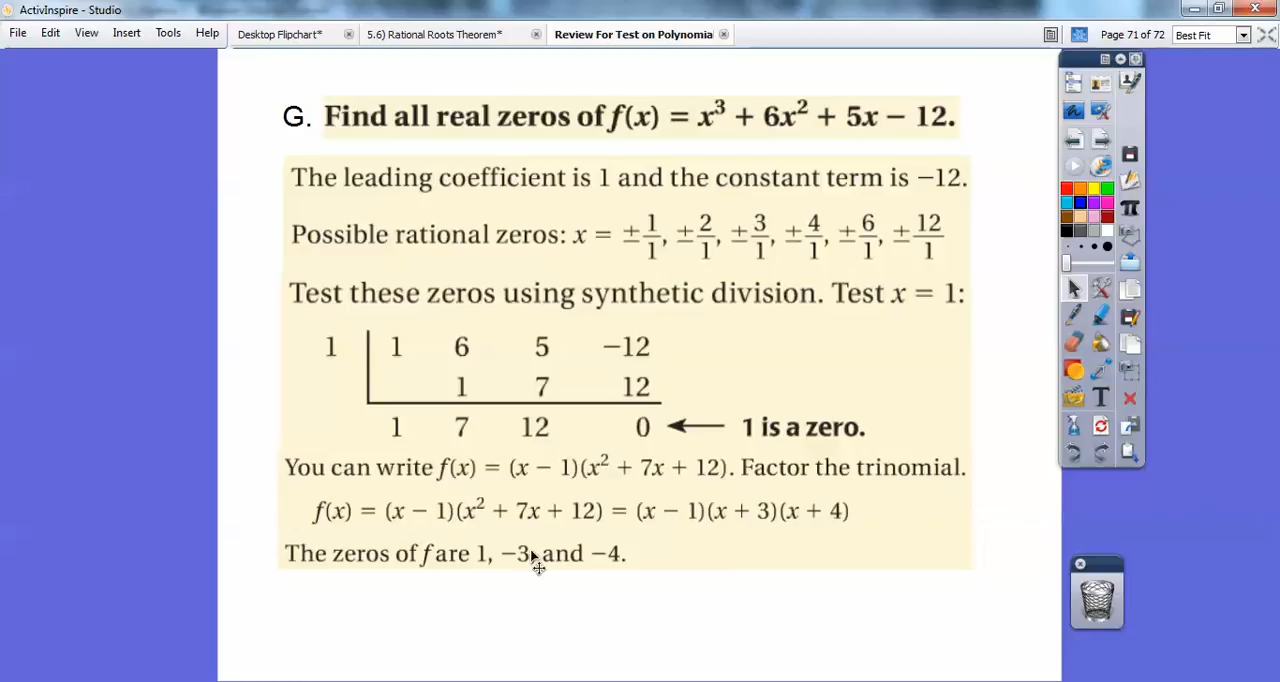 ActivInspire - Studio
File Edit View Insert Tools Help
Desktop Flipchart* 5.6) Rational Roots Theorem* Review For Test on Polynomia
Page 71 of 72 Best Fit
G. Find all real zeros of f(x) = x³ + 6x² + 5x − 12.
The leading coefficient is 1 and the constant term is −12.
Possible rational zeros: x = ±1/1, ±2/1, ±3/1, ±4/1, ±6/1, ±12/1
Test these zeros using synthetic division. Test x = 1:
1 1 6 5 −12
1 7 12
1 7 12 0 ← 1 is a zero.
You can write f(x) = (x − 1)(x² + 7x + 12). Factor the trinomial.
f(x) = (x − 1)(x² + 7x + 12) = (x − 1)(x + 3)(x + 4)
The zeros of f are 1, −3, and −4.